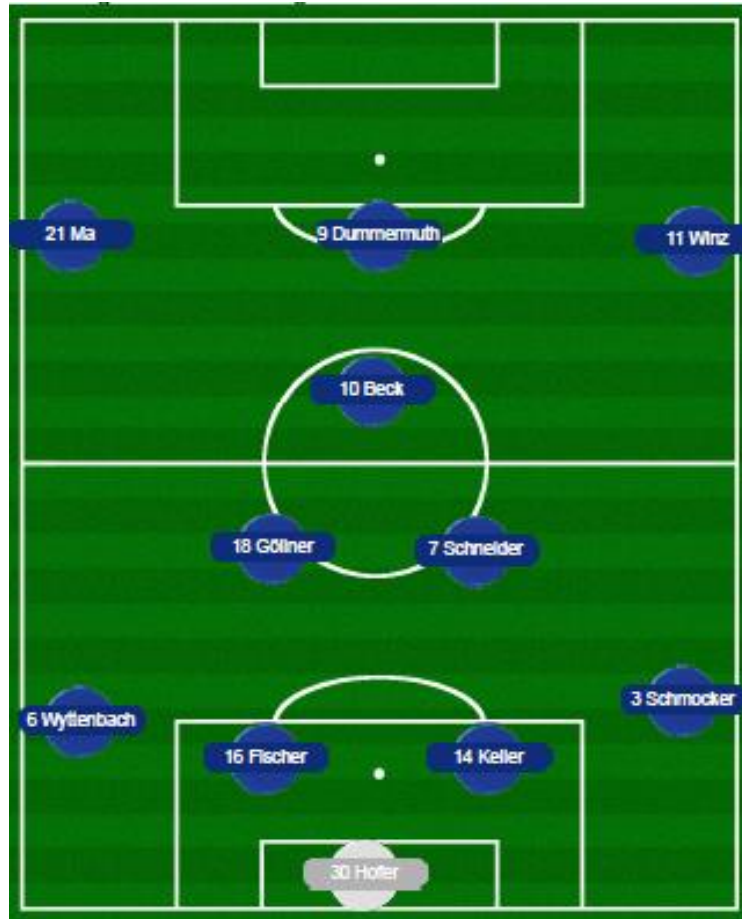 21 Ma
9 Dummermuth
11 Winz
10 Beck
18 Göllner
7 Schneider
6 Wyttenbach
3 Schmocker
16 Fischer
14 Keller
30 Hofer